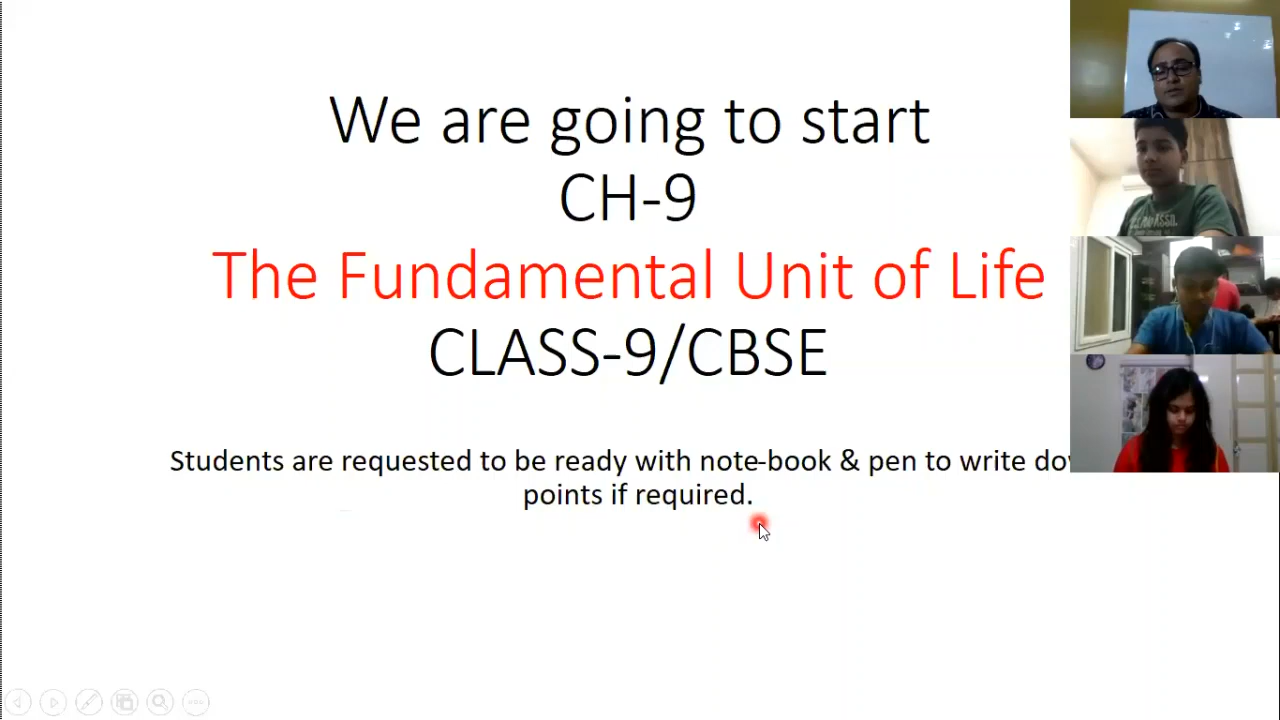 We are going to start
CH-9
The Fundamental Unit of Life
CLASS-9/CBSE
Students are requested to be ready with note-book & pen to write
points if required.